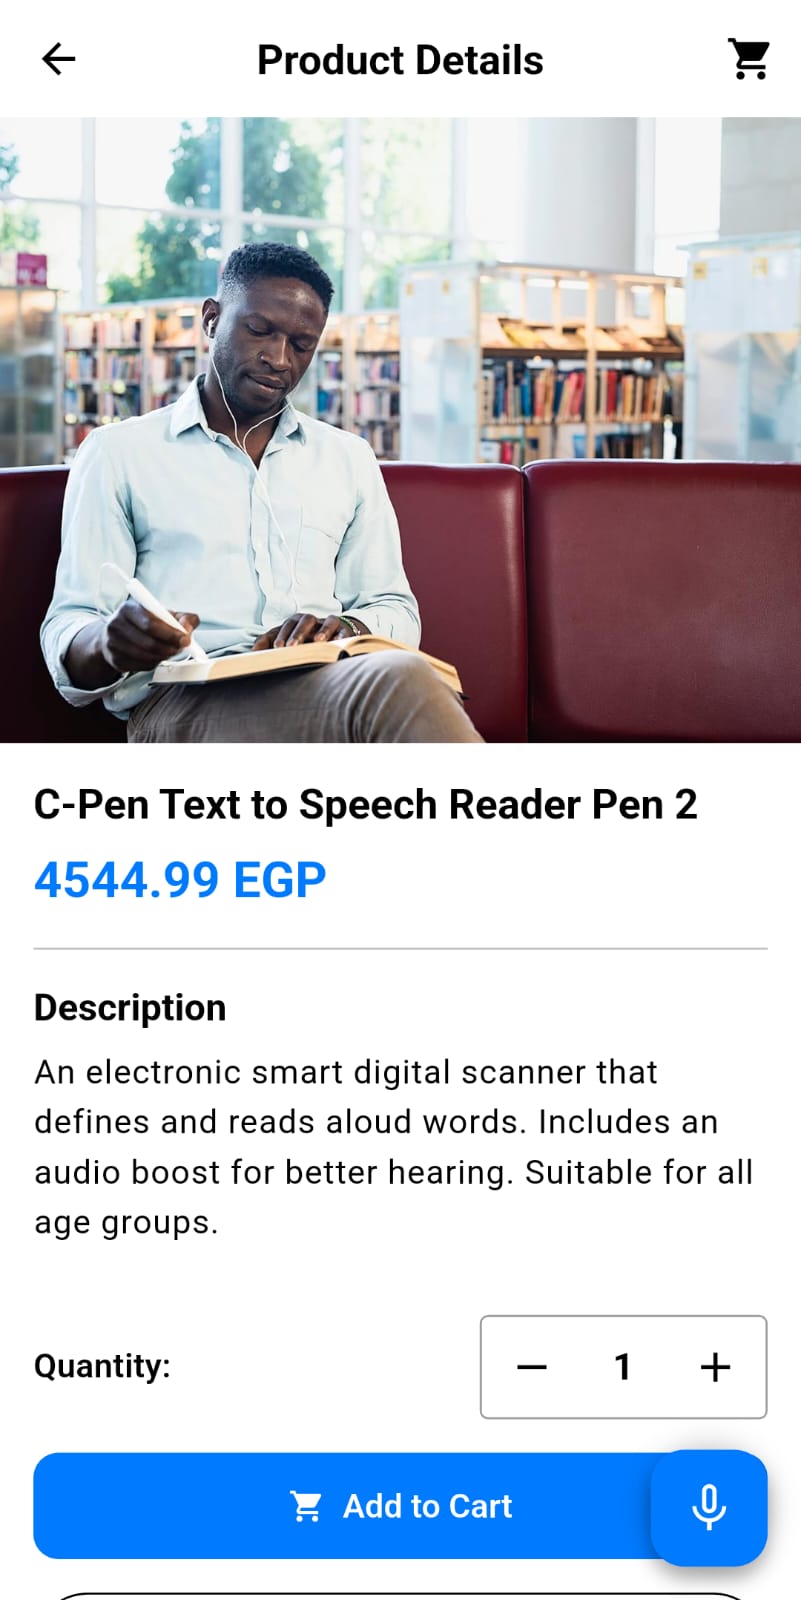 Product Details
C-Pen Text to Speech Reader Pen 2
4544.99 EGP
Description
An electronic smart digital scanner that
defines and reads aloud words. Includes an
audio boost for better hearing. Suitable for all
age groups.
Quantity:
1
Add to Cart